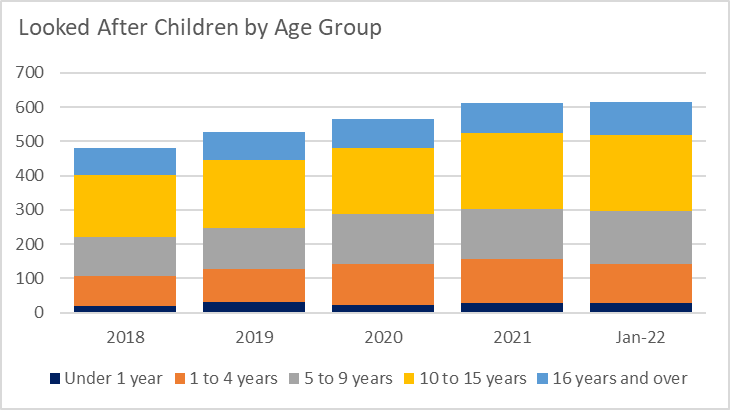 Looked After Children by Age Group
700
600
500
400
300
200
100
0
2018 2019 2020 2021 Jan-22
Under 1 year 1 to 4 years 5 to 9 years 10 to 15 years 16 years and over